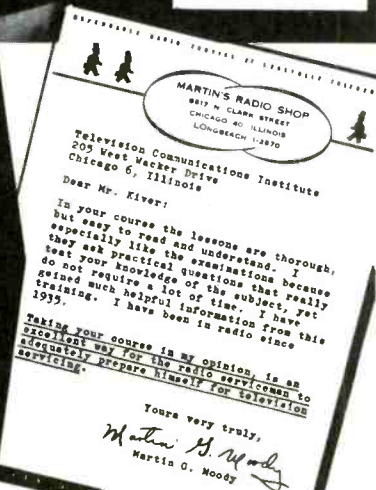 MARTIN'S RADIO SHOP
6817 N CLARK STREET
CHICAGO 40 ILLINOIS
LONGBEACH 1-2870
Television Communications Institute
205 West Wacker Drive
Chicago 6, Illinois
Dear Mr. Kiver:
In your course the lessons are thorough,
but easy to read and understand. I
especially like the examinations because
they ask practical questions that really
test your knowledge of the subject, yet
do not require a lot of time. I have
geined much helpful information from this
training. I have been in radio since
1935.
Taking your course in my opinion, is an
excellent way for the radio serviceman to
adequately prepare himself for television
servicing.
Yours very truly,
Martin G. Moody
Martin G. Moody